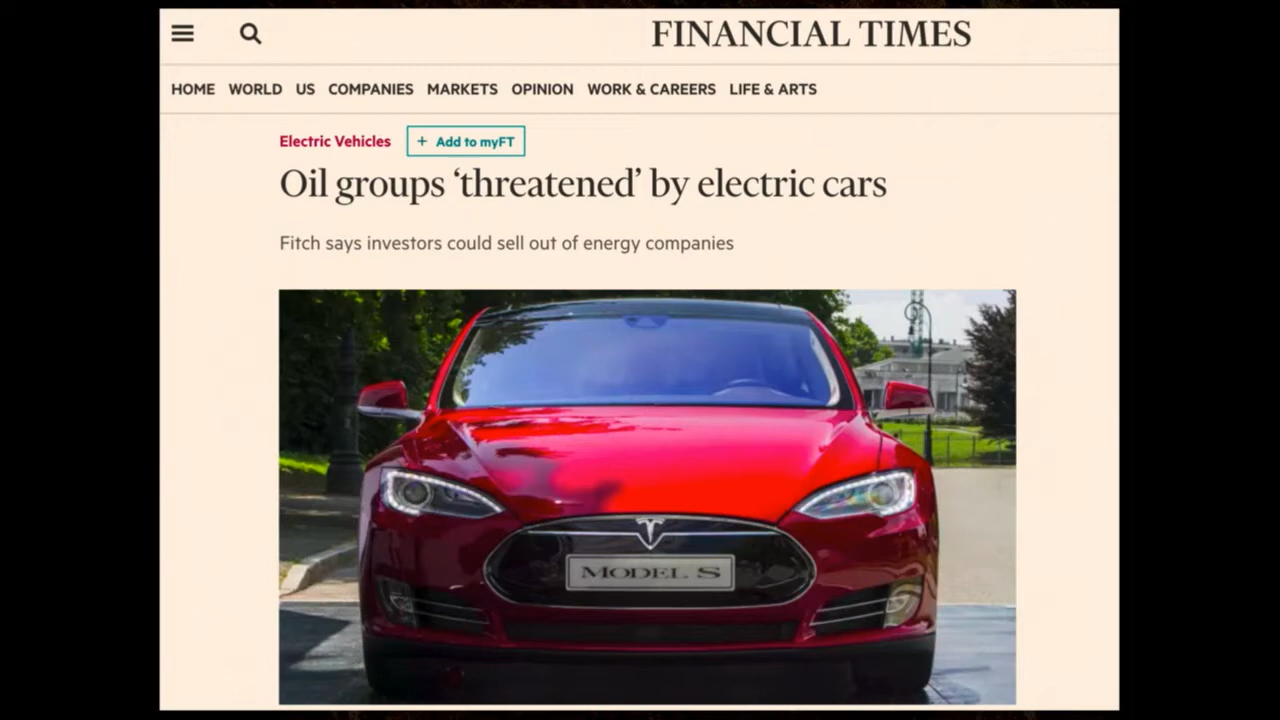 FINANCIAL TIMES
HOME WORLD US COMPANIES MARKETS OPINION WORK & CAREERS LIFE & ARTS
Electric Vehicles + Add to myFT
Oil groups ‘threatened’ by electric cars
Fitch says investors could sell out of energy companies
MODEL S